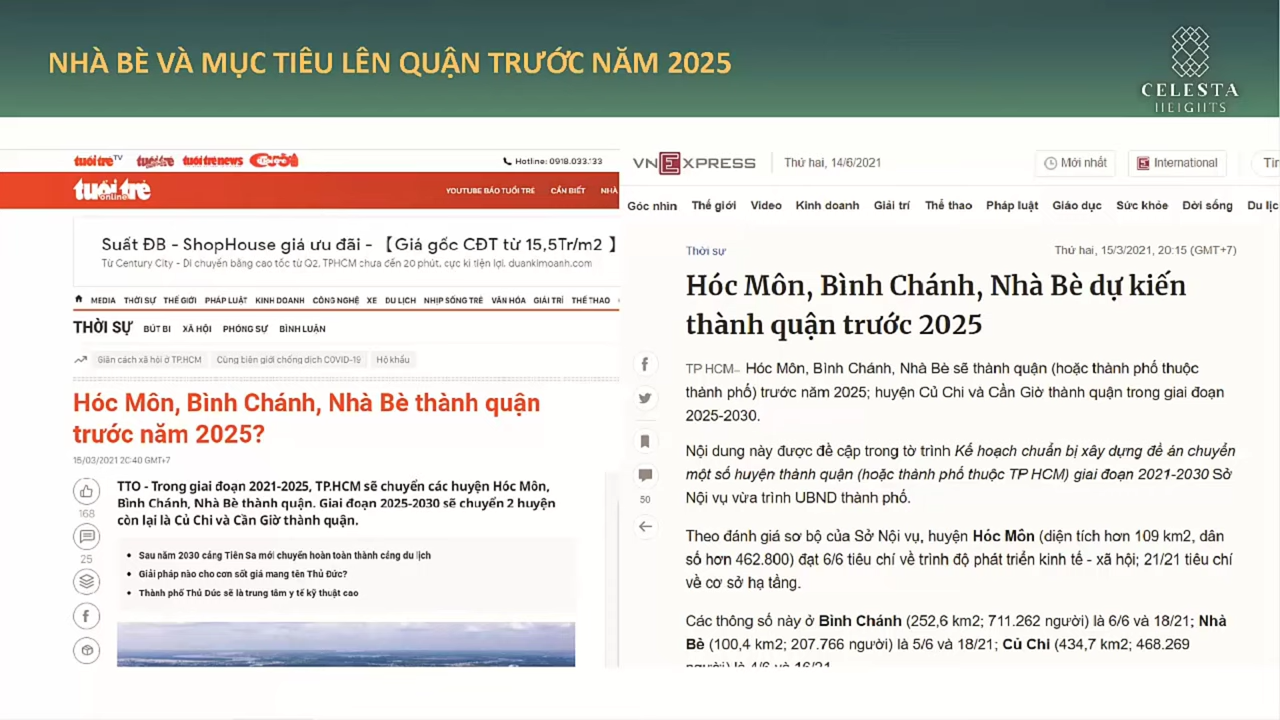 NHÀ BÈ VÀ MỤC TIÊU LÊN QUẬN TRƯỚC NĂM 2025
CELESTA
HEIGHTS
tuổi trẻ TV tuổi trẻ tuổi trẻ news
Hotline: 0918.033.133
tuổi trẻ
online
YOUTUBE BÁO TUỔI TRẺ CẦN BIẾT NHÀ
Suất ĐB - ShopHouse giá ưu đãi - 【Giá gốc CĐT từ 15,5Tr/m2 】
Từ Century City - Di chuyển bằng cao tốc từ Q2, TPHCM chưa đến 20 phút, cực kì tiện lợi. duankimoanh.com
MEDIA THỜI SỰ THẾ GIỚI PHÁP LUẬT KINH DOANH CÔNG NGHỆ XE DU LỊCH NHỊP SỐNG TRẺ VĂN HÓA GIẢI TRÍ THỂ THAO
THỜI SỰ BÚT BI XÃ HỘI PHÓNG SỰ BÌNH LUẬN
Giãn cách xã hội ở TP.HCM Cùng biên giới chống dịch COVID-19 Hộ khẩu
Hóc Môn, Bình Chánh, Nhà Bè thành quận
trước năm 2025?
15/03/2021 20:40 GMT+7
TTO - Trong giai đoạn 2021-2025, TP.HCM sẽ chuyển các huyện Hóc Môn,
Bình Chánh, Nhà Bè thành quận. Giai đoạn 2025-2030 sẽ chuyển 2 huyện
còn lại là Củ Chi và Cần Giờ thành quận.
168
25
• Sau năm 2030 cảng Tiên Sa mới chuyển hoàn toàn thành cảng du lịch
• Giải pháp nào cho cơn sốt giá mang tên Thủ Đức?
• Thành phố Thủ Đức sẽ là trung tâm y tế kỹ thuật cao
VNEXPRESS Thứ hai, 14/6/2021 Mới nhất International Tin
Góc nhìn Thế giới Video Kinh doanh Giải trí Thể thao Pháp luật Giáo dục Sức khỏe Đời sống Du lịc
Thời sự Thứ hai, 15/3/2021, 20:15 (GMT+7)
Hóc Môn, Bình Chánh, Nhà Bè dự kiến
thành quận trước 2025
TP HCM– Hóc Môn, Bình Chánh, Nhà Bè sẽ thành quận (hoặc thành phố thuộc
thành phố) trước năm 2025; huyện Củ Chi và Cần Giờ thành quận trong giai đoạn
2025-2030.
Nội dung này được đề cập trong tờ trình Kế hoạch chuẩn bị xây dựng đề án chuyển
một số huyện thành quận (hoặc thành phố thuộc TP HCM) giai đoạn 2021-2030 Sở
Nội vụ vừa trình UBND thành phố.
50
Theo đánh giá sơ bộ của Sở Nội vụ, huyện Hóc Môn (diện tích hơn 109 km2, dân
số hơn 462.800) đạt 6/6 tiêu chí về trình độ phát triển kinh tế - xã hội; 21/21 tiêu chí
về cơ sở hạ tầng.
Các thông số này ở Bình Chánh (252,6 km2; 711.262 người) là 6/6 và 18/21; Nhà
Bè (100,4 km2; 207.766 người) là 5/6 và 18/21; Củ Chi (434,7 km2; 468.269
người) là 4/6 và 16/21